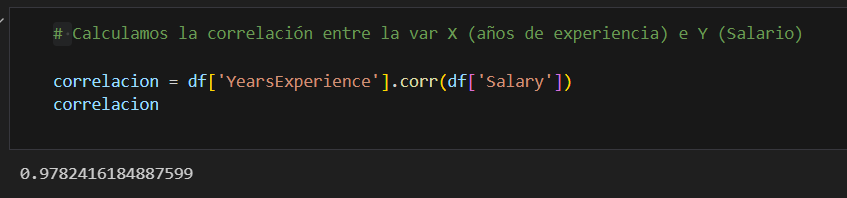 # Calculamos la correlación entre la var X (años de experiencia) e Y (Salario)
correlacion = df['YearsExperience'].corr(df['Salary'])
correlacion
0.9782416184887599